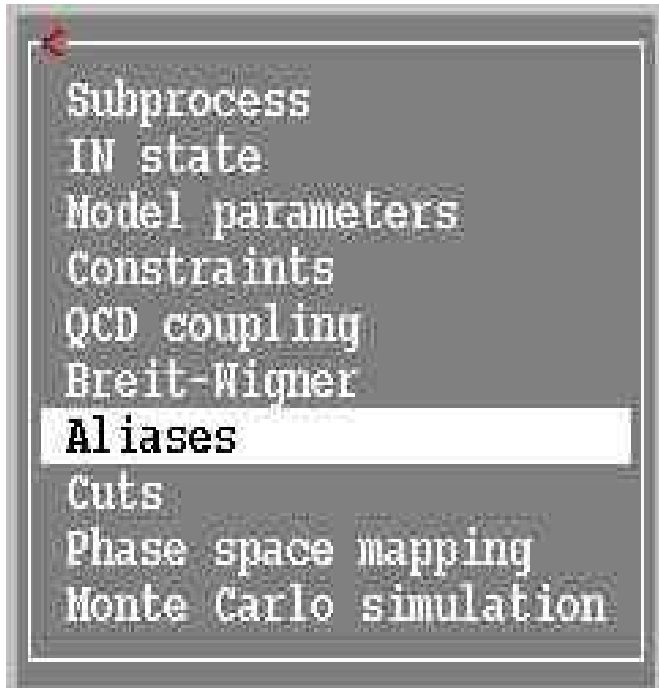 Subprocess
IN state
Model parameters
Constraints
QCD coupling
Breit-Wigner
Aliases
Cuts
Phase space mapping
Monte Carlo simulation